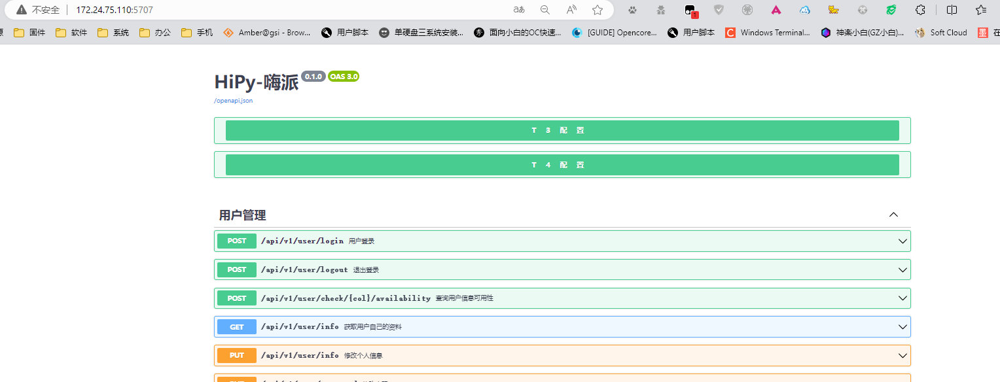 不安全 172.24.75.110:5707 aあ
国件 软件 系统 办公 手机 Amber@gsi - Brow... 用户脚本 单硬盘三系统安装... 面向小白的OC快速... [GUIDE] Opencore... 用户脚本 Windows Terminal... 神楽小白(GZ小白)... Soft Cloud 在
HiPy-嗨派 0.1.0 OAS 3.0
/openapi.json
T 3 配 置
T 4 配 置
用户管理
POST /api/v1/user/login 用户登录
POST /api/v1/user/logout 退出登录
POST /api/v1/user/check/{col}/availability 查询用户信息可用性
GET /api/v1/user/info 获取用户自己的资料
PUT /api/v1/user/info 修改个人信息